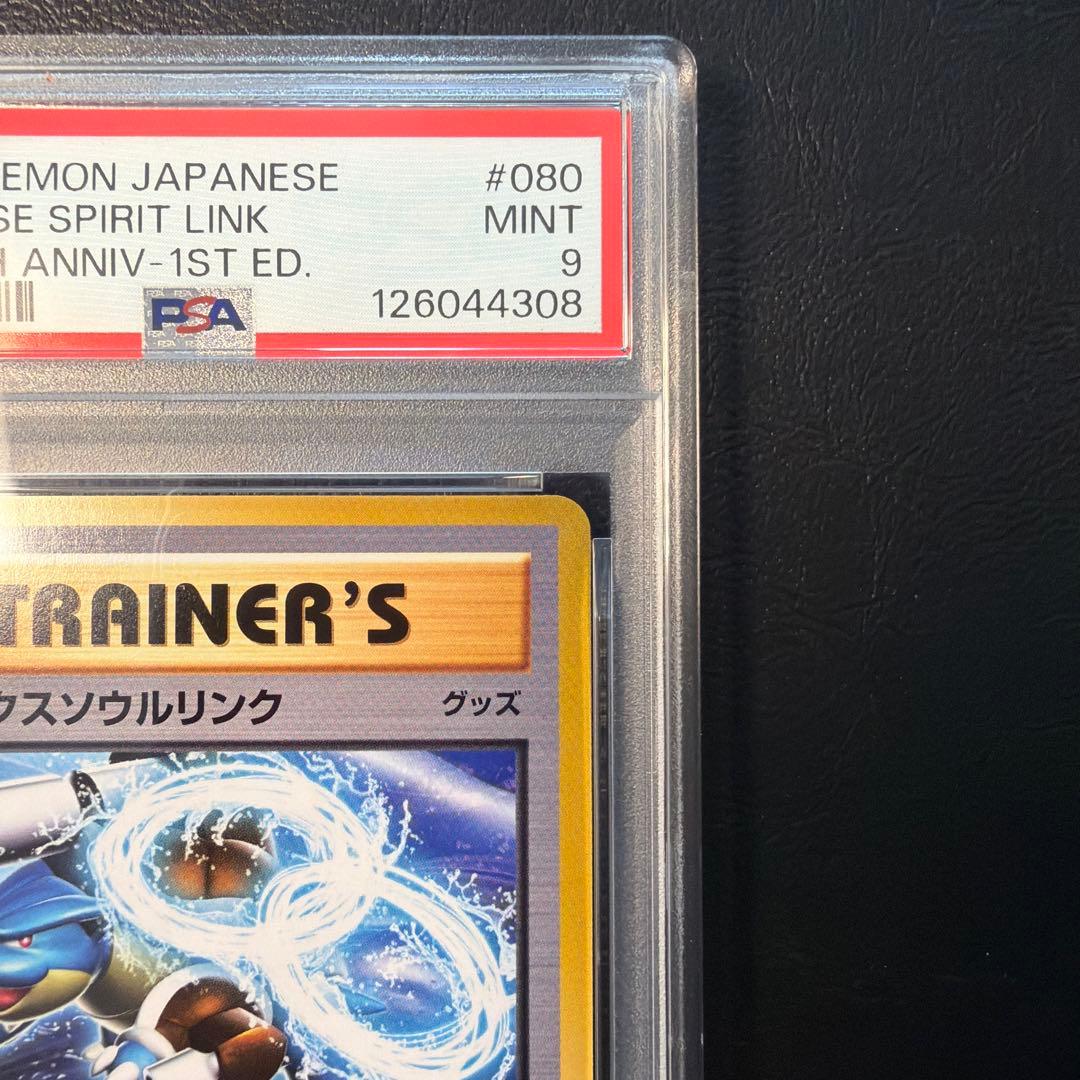 EMON JAPANESE #080
SE SPIRIT LINK MINT
H ANNIV-1ST ED. 9
PSA 126044308
TRAINER'S
クスソウルリンク グッズ